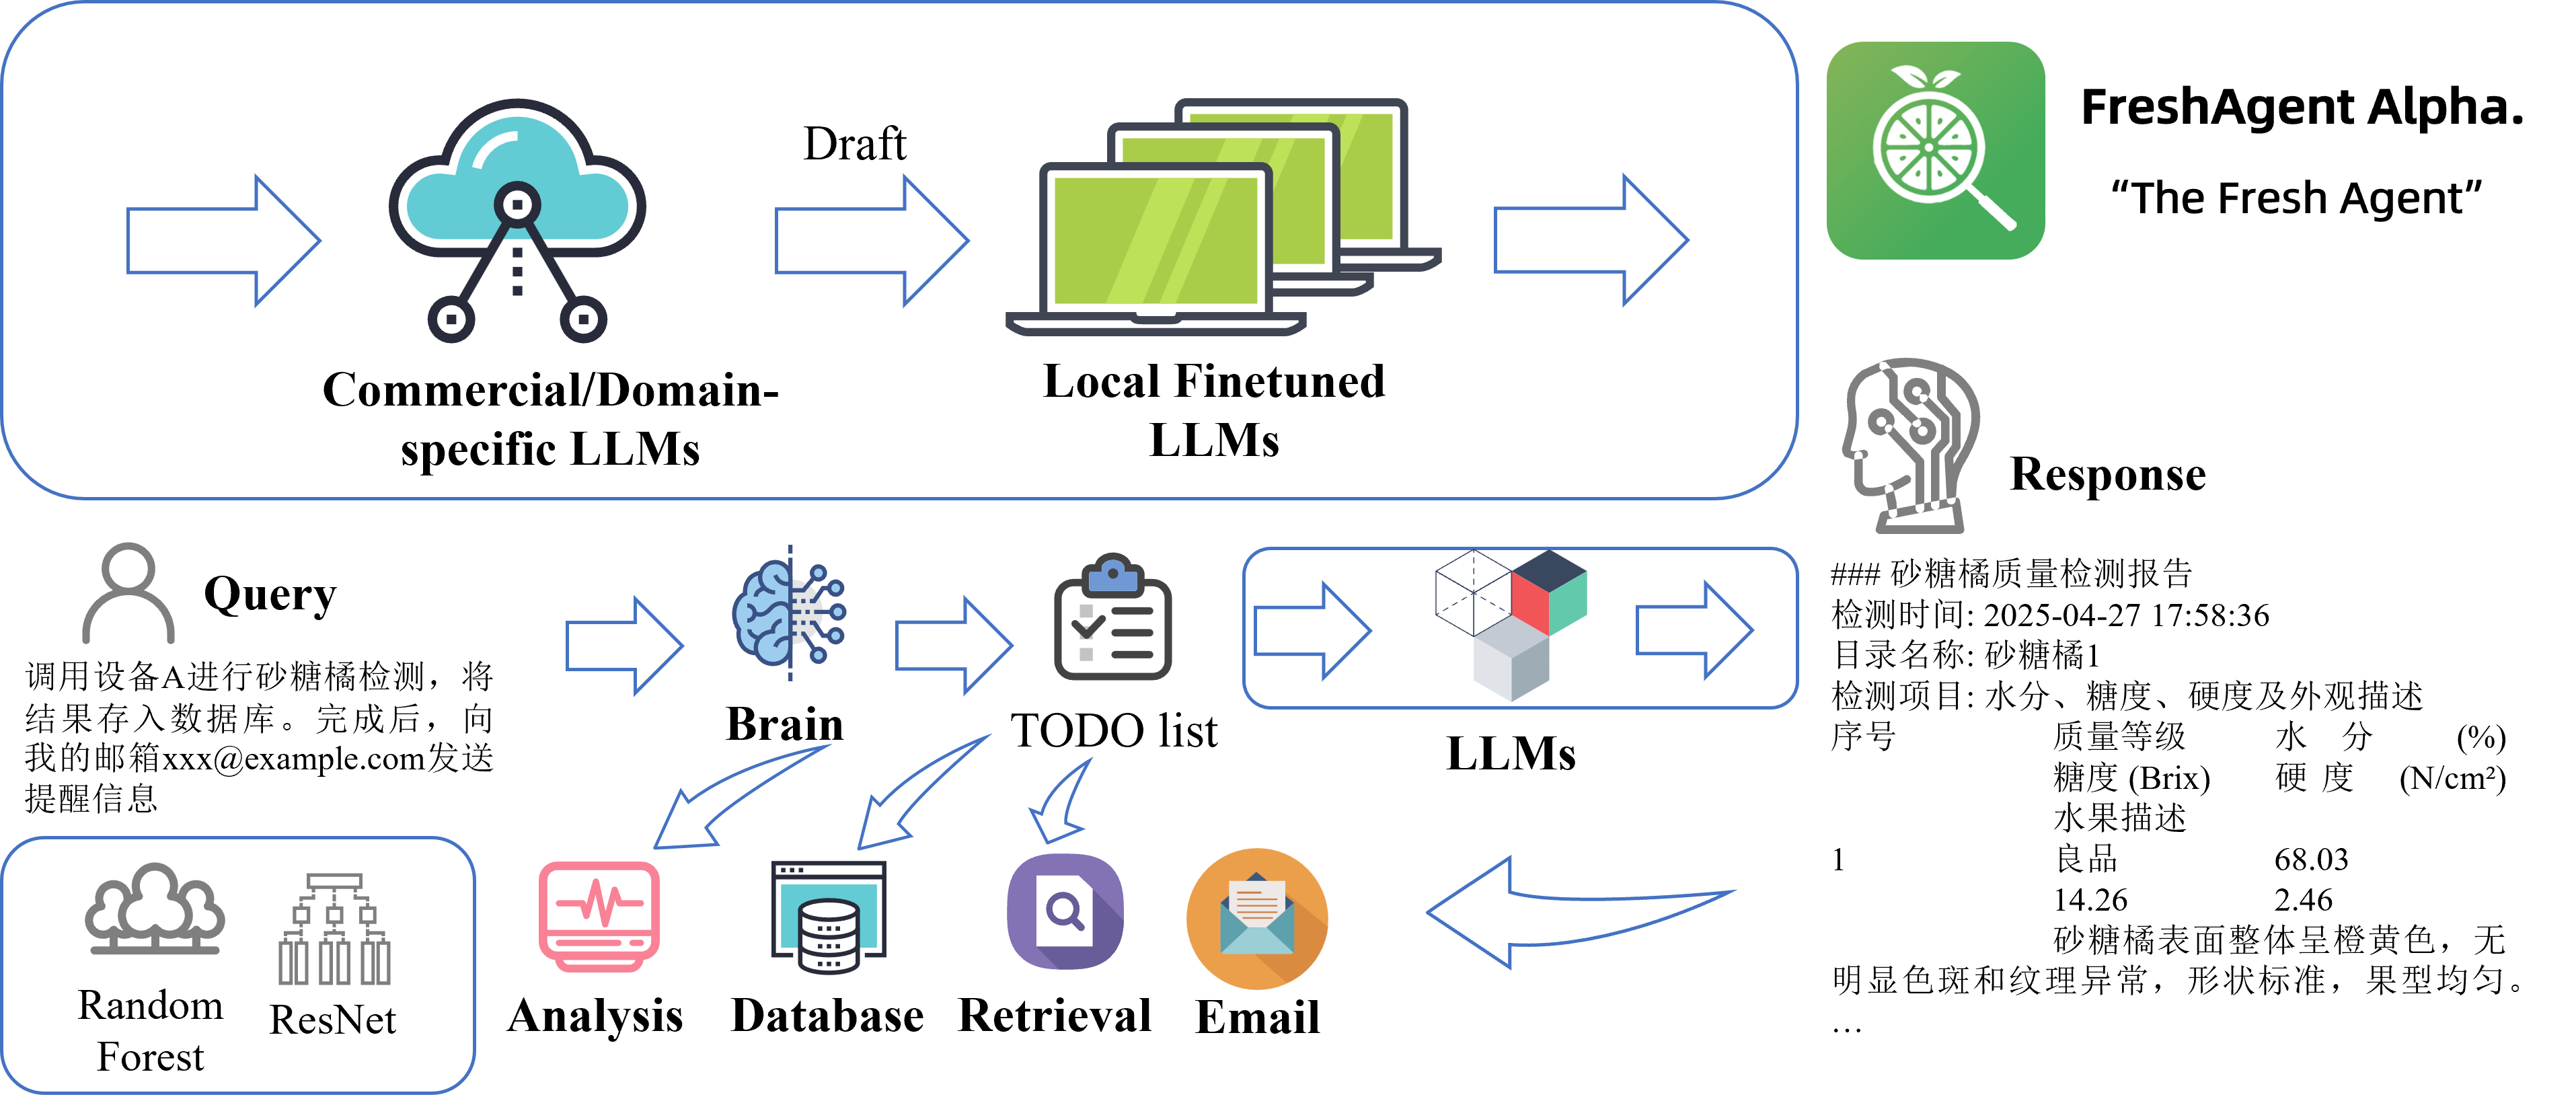 Draft
Commercial/Domain-
specific LLMs
Local Finetuned
LLMs
FreshAgent Alpha.
“The Fresh Agent”
Query
调用设备A进行砂糖橘检测，将
结果存入数据库。完成后，向
我的邮箱xxx@example.com发送
提醒信息
Brain
TODO list
LLMs
Random
Forest
ResNet
Analysis
Database
Retrieval
Email
Response
### 砂糖橘质量检测报告
检测时间: 2025-04-27 17:58:36
目录名称: 砂糖橘1
检测项目: 水分、糖度、硬度及外观描述
序号 质量等级 水 分 (%)
糖度 (Brix) 硬 度 (N/cm²)
水果描述
1 良品 68.03
14.26 2.46
砂糖橘表面整体呈橙黄色，无
明显色斑和纹理异常，形状标准，果型均匀。
…